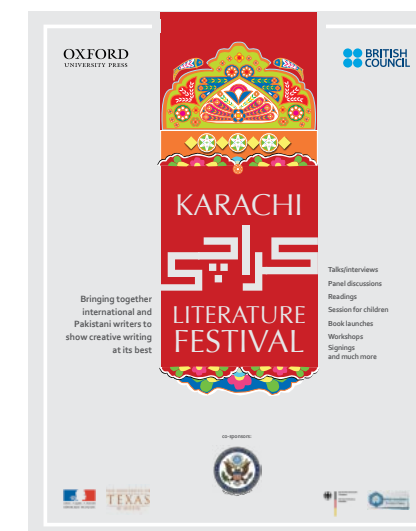 OXFORD
UNIVERSITY PRESS
BRITISH
COUNCIL
KARACHI
کراچی
LITERATURE
FESTIVAL
Bringing together
international and
Pakistani writers to
show creative writing
at its best
Talks/interviews
Panel discussions
Readings
Session for children
Book launches
Workshops
Signings
and much more
co-sponsors:
TEXAS